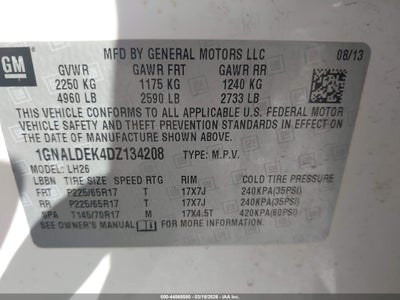 GM
MFD BY GENERAL MOTORS LLC 08/13
GVWR GAWR FRT GAWR RR
2250 KG 1175 KG 1240 KG
4960 LB 2590 LB 2733 LB
THIS VEHICLE CONFORMS TO ALL APPLICABLE U.S. FEDERAL MOTOR
VEHICLE SAFETY, BUMPER, AND THEFT PREVENTION STANDARDS IN EFFECT ON THE
DATE OF MANUFACTURE SHOWN ABOVE.
1GNALDEK4DZ134208 TYPE: M.P.V.
MODEL: LH26
LBBN TIRE SIZE SPEED RTG RIM COLD TIRE PRESSURE
FRT P225/65R17 T 17X7J 240KPA(35PSI)
RR P225/65R17 T 17X7J 240KPA(35PSI)
SPA T145/70R17 M 17X4.5T 420KPA(60PSI)
SEE OWNER'S MANUAL FOR ADDITIONAL INFORMATION.